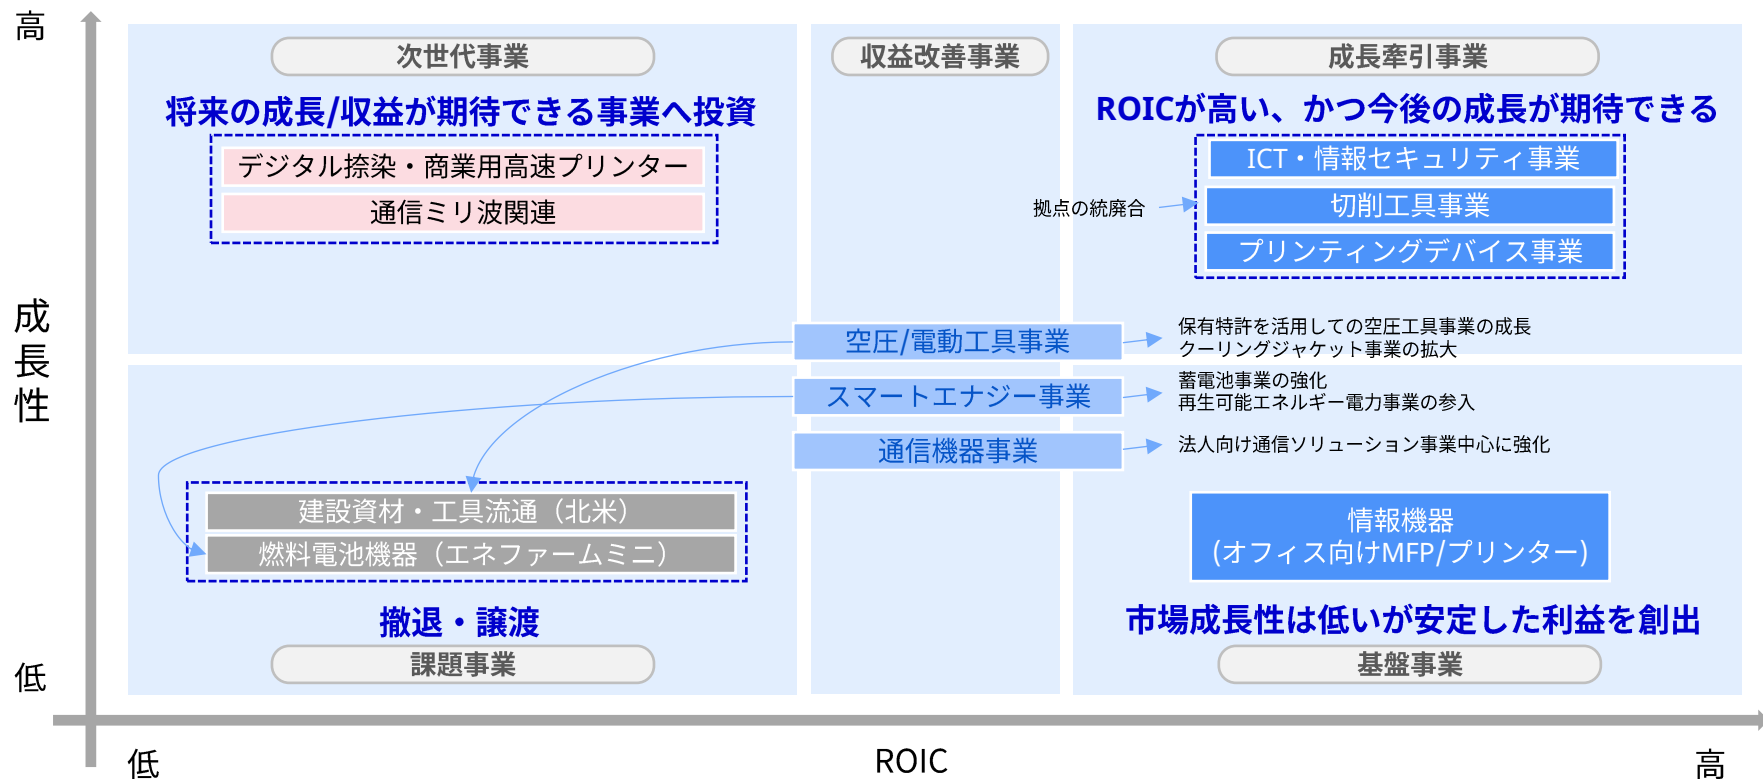 高
次世代事業
収益改善事業
成長牽引事業
将来の成長/収益が期待できる事業へ投資
ROICが高い、かつ今後の成長が期待できる
デジタル捺染・商業用高速プリンター
通信ミリ波関連
ICT・情報セキュリティ事業
拠点の統廃合
切削工具事業
プリンティングデバイス事業
成長性
空圧/電動工具事業
保有特許を活用しての空圧工具事業の成長
クーリングジャケット事業の拡大
スマートエナジー事業
蓄電池事業の強化
再生可能エネルギー電力事業の参入
通信機器事業
法人向け通信ソリューション事業中心に強化
建設資材・工具流通（北米）
燃料電池機器（エネファームミニ）
情報機器
(オフィス向けMFP/プリンター)
撤退・譲渡
市場成長性は低いが安定した利益を創出
課題事業
基盤事業
低
低
ROIC
高